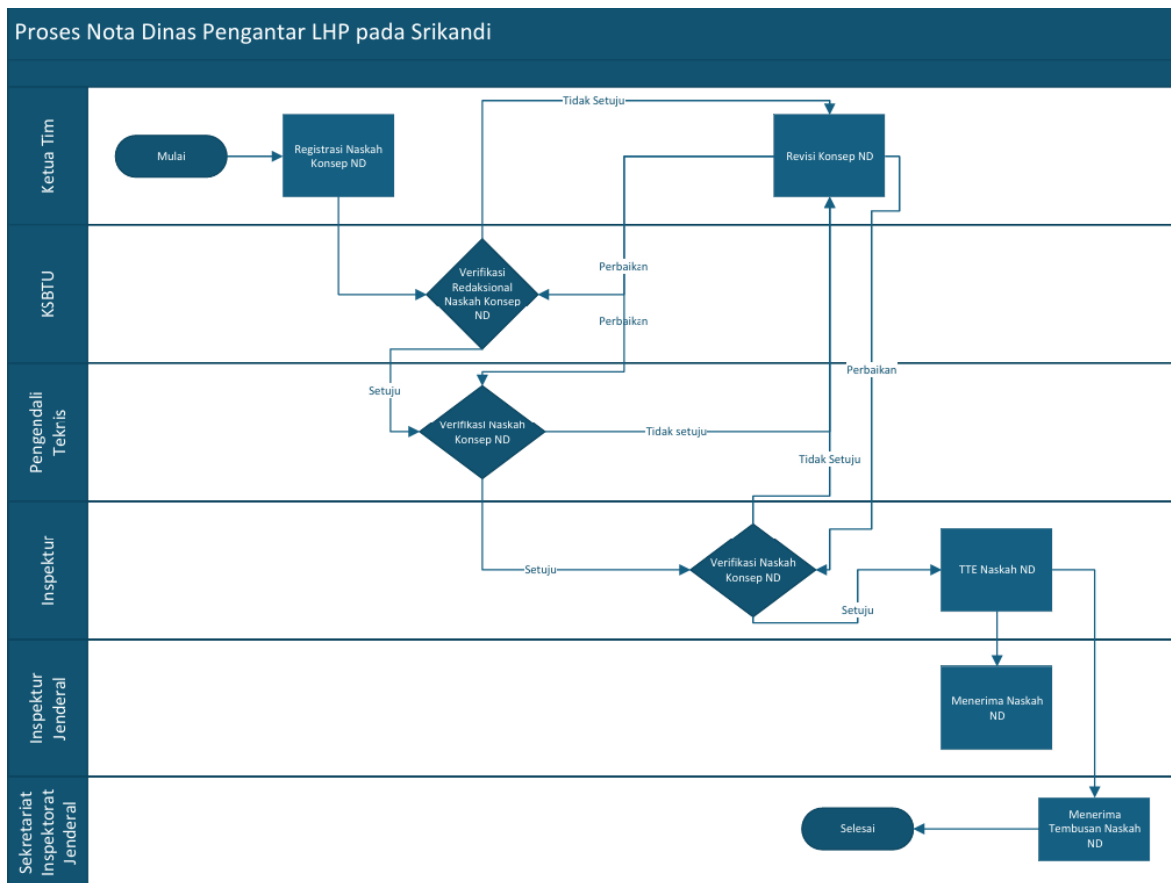 Proses Nota Dinas Pengantar LHP pada Srikandi
Ketua Tim
Mulai
Registrasi Naskah
Konsep ND
Tidak Setuju
Revisi Konsep ND
KSBTU
Verifikasi
Redaksional
Naskah Konsep
ND
Perbaikan
Perbaikan
Pengendali
Teknis
Setuju
Verifikasi Naskah
Konsep ND
Tidak setuju
Perbaikan
Tidak Setuju
Inspektur
Setuju
Verifikasi Naskah
Konsep ND
Setuju
TTE Naskah ND
Inspektur
Jenderal
Menerima Naskah
ND
Sekretariat
Inspektorat
Jenderal
Selesai
Menerima
Tembusan Naskah
ND